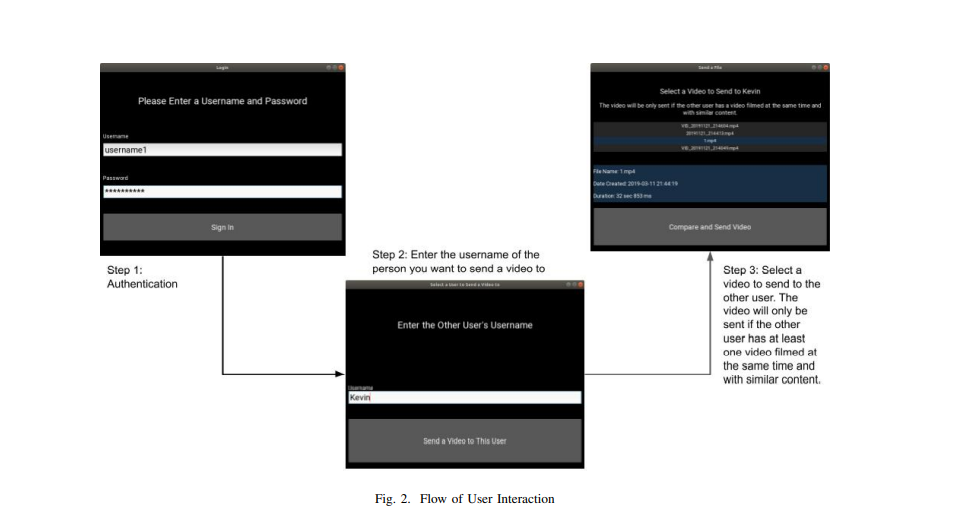 Login
Please Enter a Username and Password
Username
username1
Password
**********
Sign In
Step 1:
Authentication
Step 2: Enter the username of the
person you want to send a video to
Select a User to Send a Video to
Enter the Other User's Username
Username
Kevin
Send a Video to This User
Send a File
Select a Video to Send to Kevin
The video will be only sent if the other user has a video filmed at the same time and
with similar content.
VID_20191121_214604.mp4
20191121_214613.mp4
1.mp4
File Name: 1.mp4
Date Created: 2019-03-11 21:44:19
Duration: 32 sec 853 ms
Compare and Send Video
Step 3: Select a
video to send to the
other user. The
video will only be
sent if the other
user has at least
one video filmed at
the same time and
with similar content.
Fig. 2. Flow of User Interaction